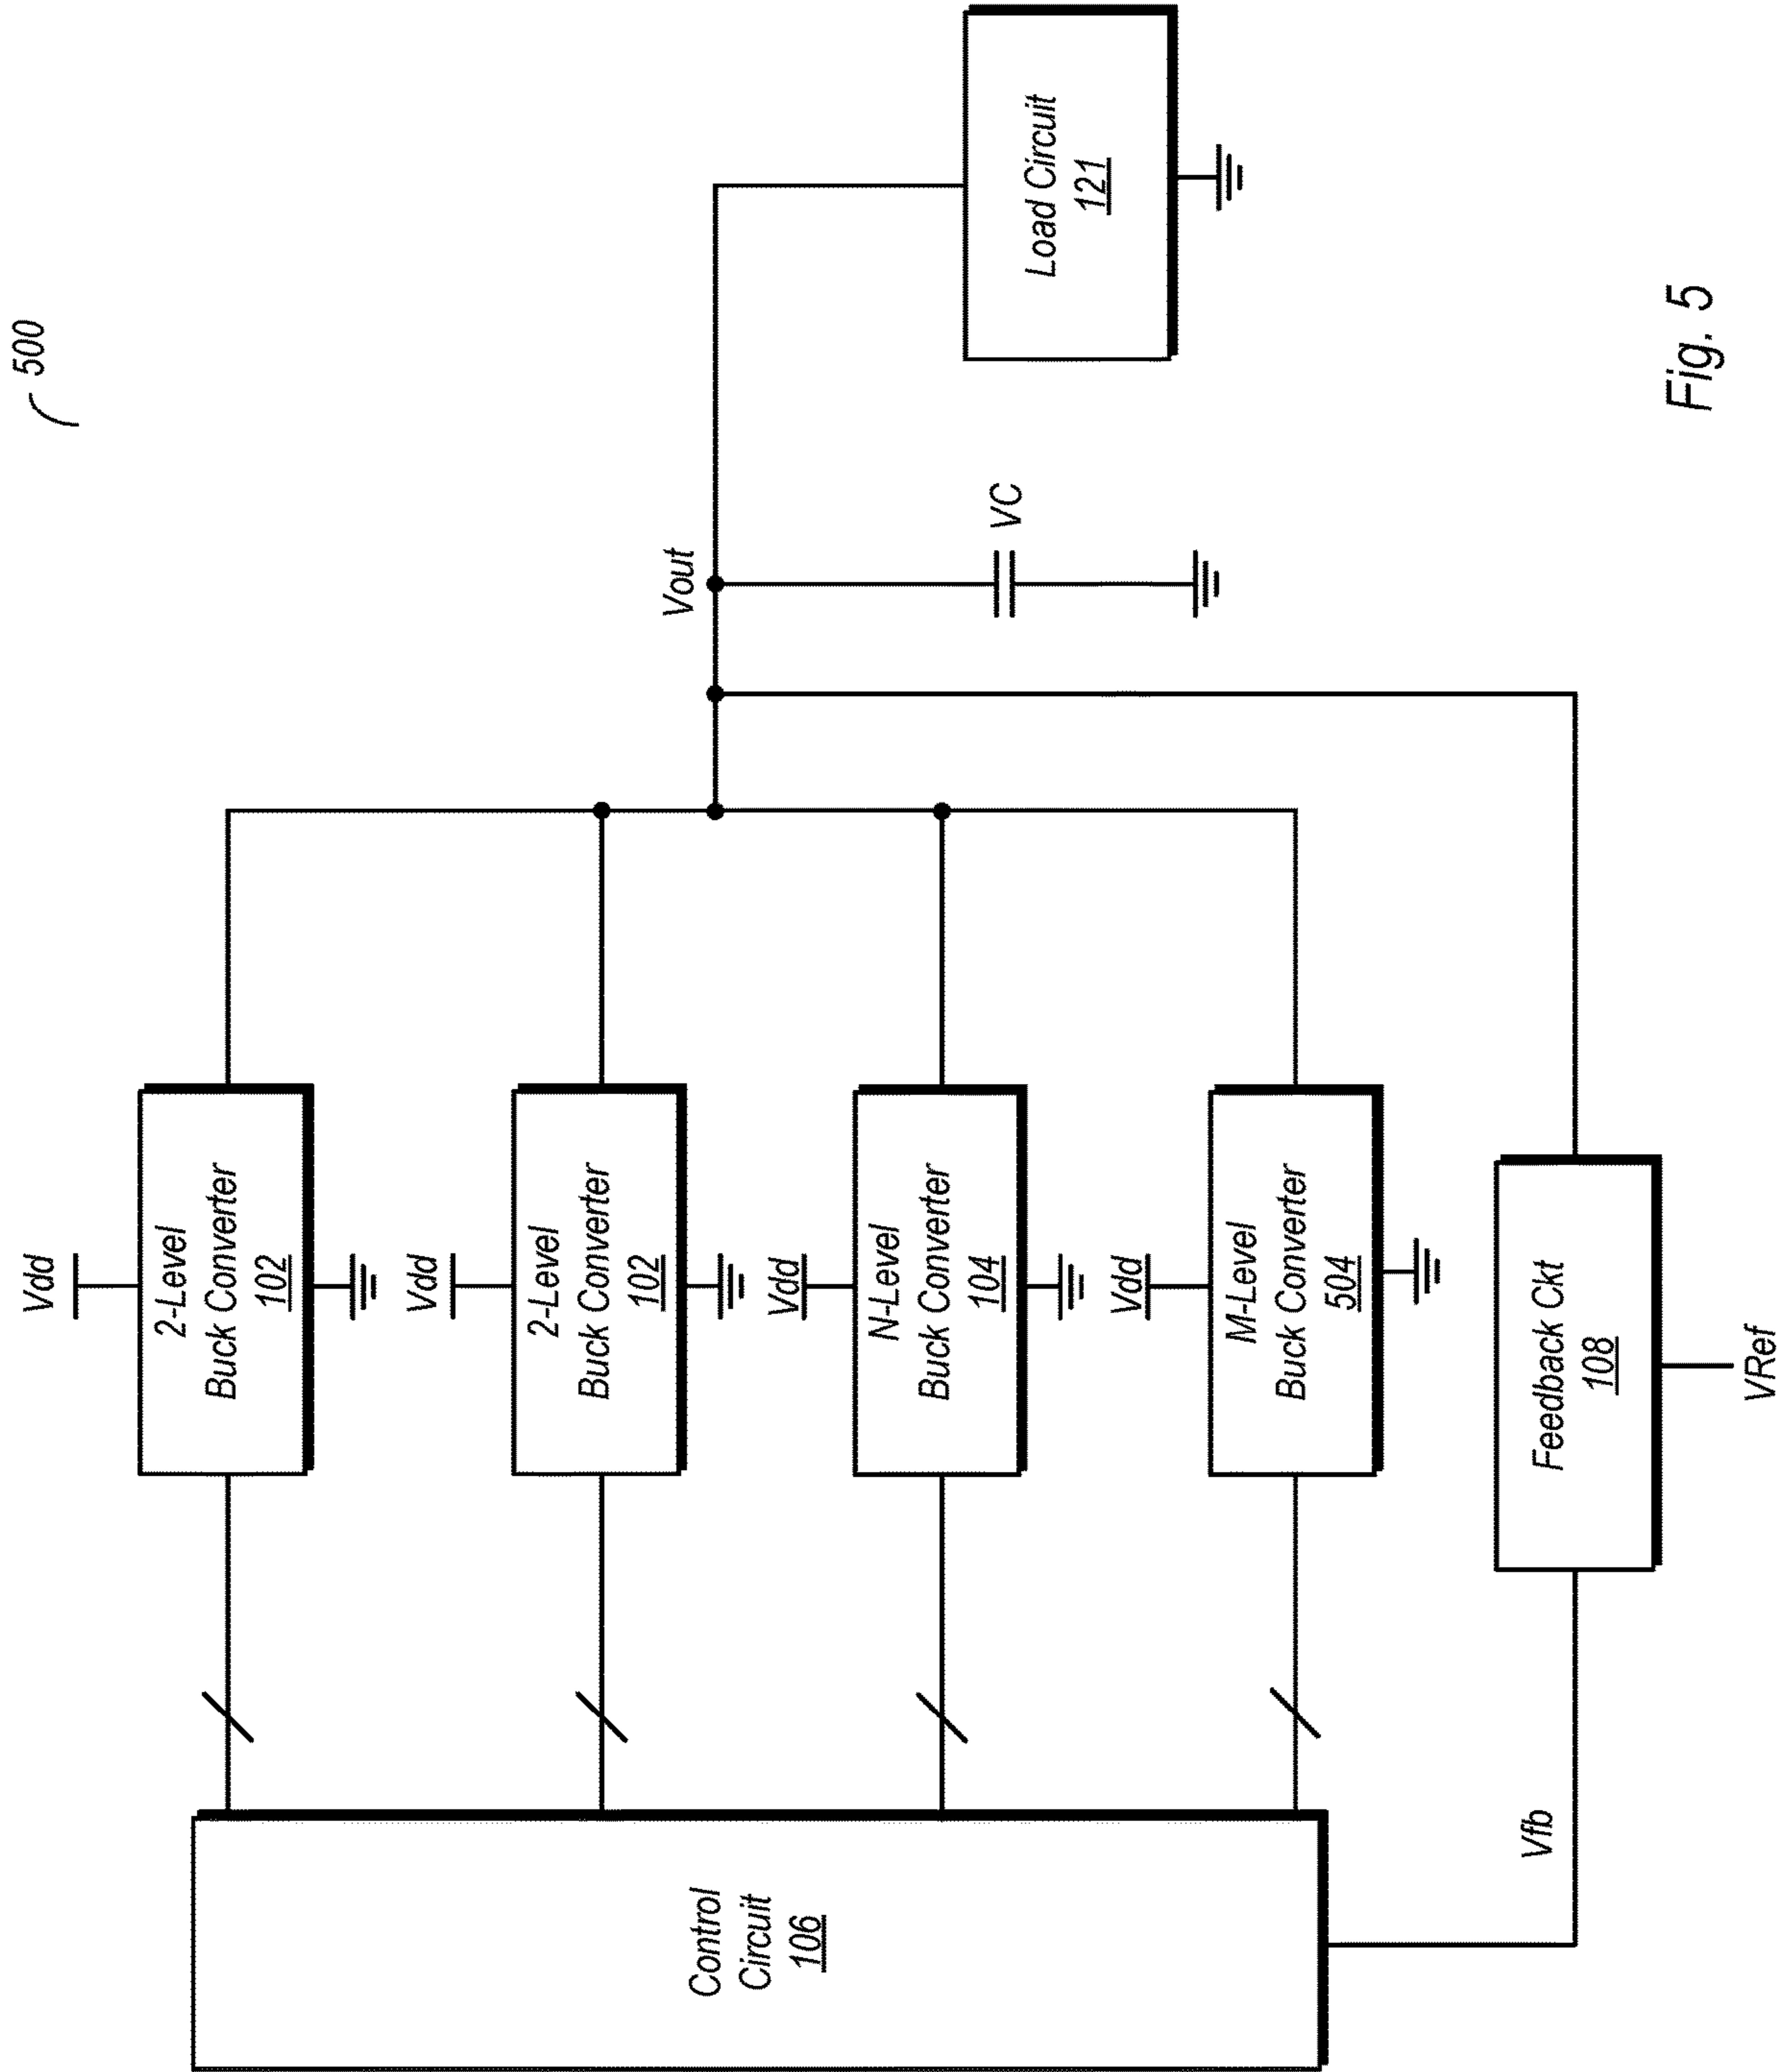 500
Vdd
2-Level
Buck Converter
102
Vdd
2-Level
Buck Converter
102
Vdd
N-Level
Buck Converter
104
Vdd
M-Level
Buck Converter
504
Control
Circuit
106
Vfb
Feedback Ckt
108
VRef
Vout
VC
Load Circuit
121
Fig. 5